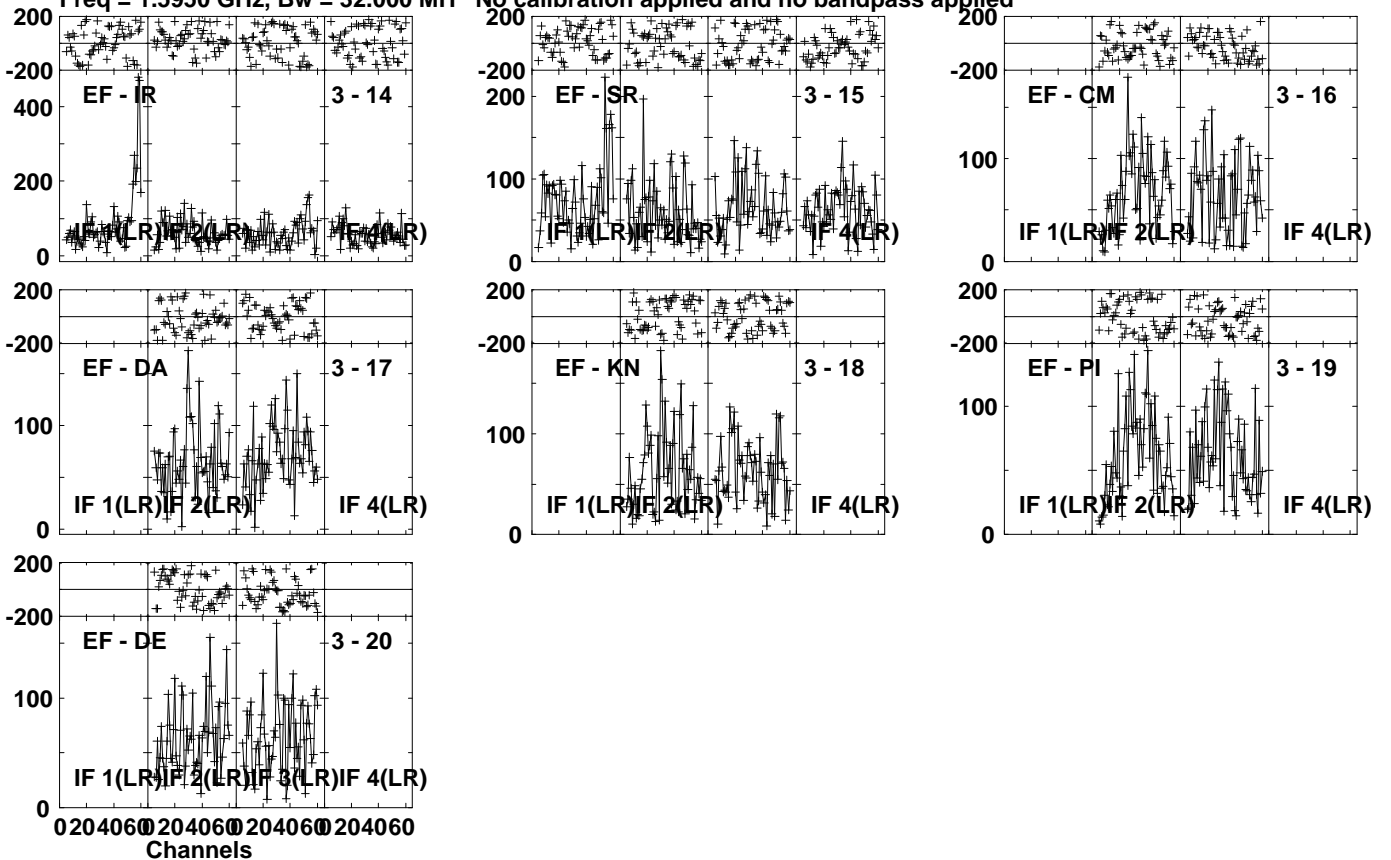 Freq = 1.5950 GHz, Bw = 32.000 MH No calibration applied and no bandpass applied
200
-200
400
200
0
EF - IR
3 - 14
IF 1(LR)
IF 2(LR)
IF 4(LR)
200
-200
200
100
0
EF - SR
3 - 15
IF 1(LR)
IF 2(LR)
IF 4(LR)
200
-200
100
0
EF - CM
3 - 16
IF 1(LR)
IF 2(LR)
IF 4(LR)
200
-200
100
0
EF - DA
3 - 17
IF 1(LR)
IF 2(LR)
IF 4(LR)
200
-200
100
0
EF - KN
3 - 18
IF 1(LR)
IF 2(LR)
IF 4(LR)
200
-200
100
0
EF - PI
3 - 19
IF 1(LR)
IF 2(LR)
IF 4(LR)
200
-200
100
0
EF - DE
3 - 20
IF 1(LR)
IF 2(LR)
IF 3(LR)
IF 4(LR)
0 20 40 60 0 20 40 60 0 20 40 60 0 20 40 60
Channels